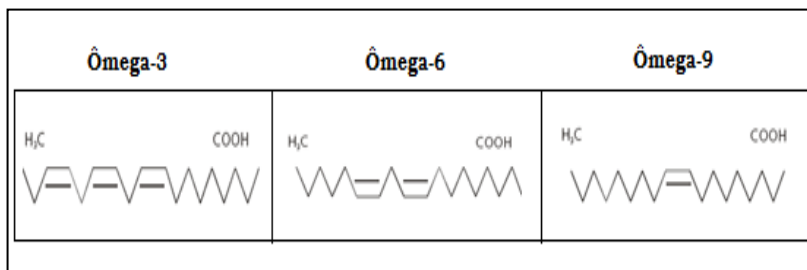 Ômega-3 Ômega-6 Ômega-9
H₃C COOH H₃C COOH H₃C COOH